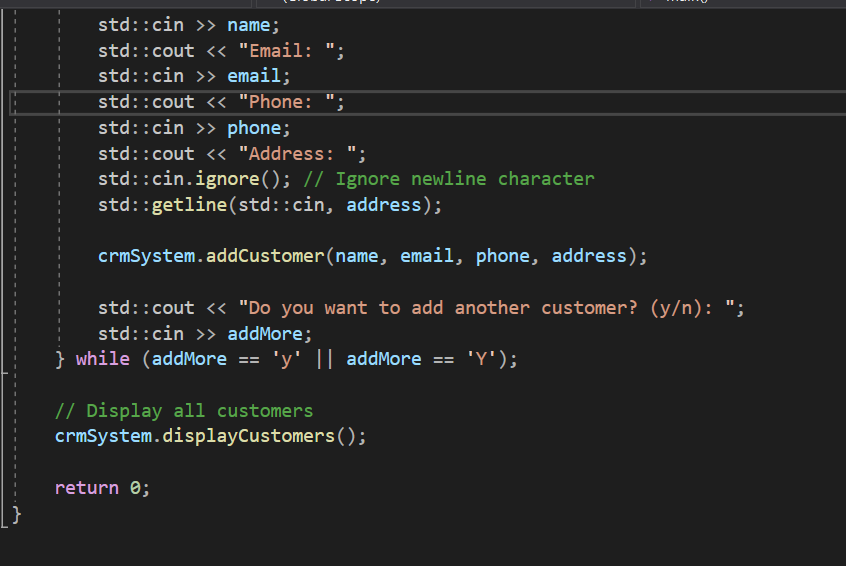 std::cin >> name;
std::cout << "Email: ";
std::cin >> email;
std::cout << "Phone: ";
std::cin >> phone;
std::cout << "Address: ";
std::cin.ignore(); // Ignore newline character
std::getline(std::cin, address);
crmSystem.addCustomer(name, email, phone, address);
std::cout << "Do you want to add another customer? (y/n): ";
std::cin >> addMore;
} while (addMore == 'y' || addMore == 'Y');
// Display all customers
crmSystem.displayCustomers();
return 0;
}